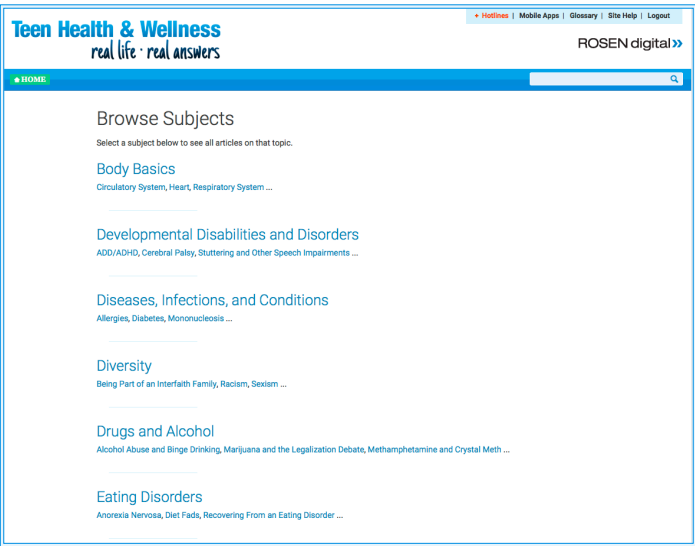 + Hotlines | Mobile Apps | Glossary | Site Help | Logout
Teen Health & Wellness
real life · real answers
ROSEN digital»
HOME
Browse Subjects
Select a subject below to see all articles on that topic.
Body Basics
Circulatory System, Heart, Respiratory System ...
Developmental Disabilities and Disorders
ADD/ADHD, Cerebral Palsy, Stuttering and Other Speech Impairments ...
Diseases, Infections, and Conditions
Allergies, Diabetes, Mononucleosis ...
Diversity
Being Part of an Interfaith Family, Racism, Sexism ...
Drugs and Alcohol
Alcohol Abuse and Binge Drinking, Marijuana and the Legalization Debate, Methamphetamine and Crystal Meth ...
Eating Disorders
Anorexia Nervosa, Diet Fads, Recovering From an Eating Disorder ...